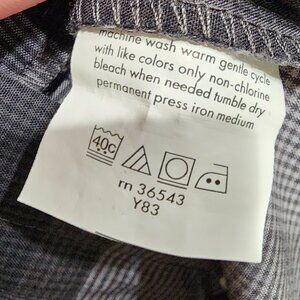 machine wash warm gentle cycle
with like colors only non-chlorine
bleach when needed tumble dry
permanent press iron medium
40c
rn 36543
Y83